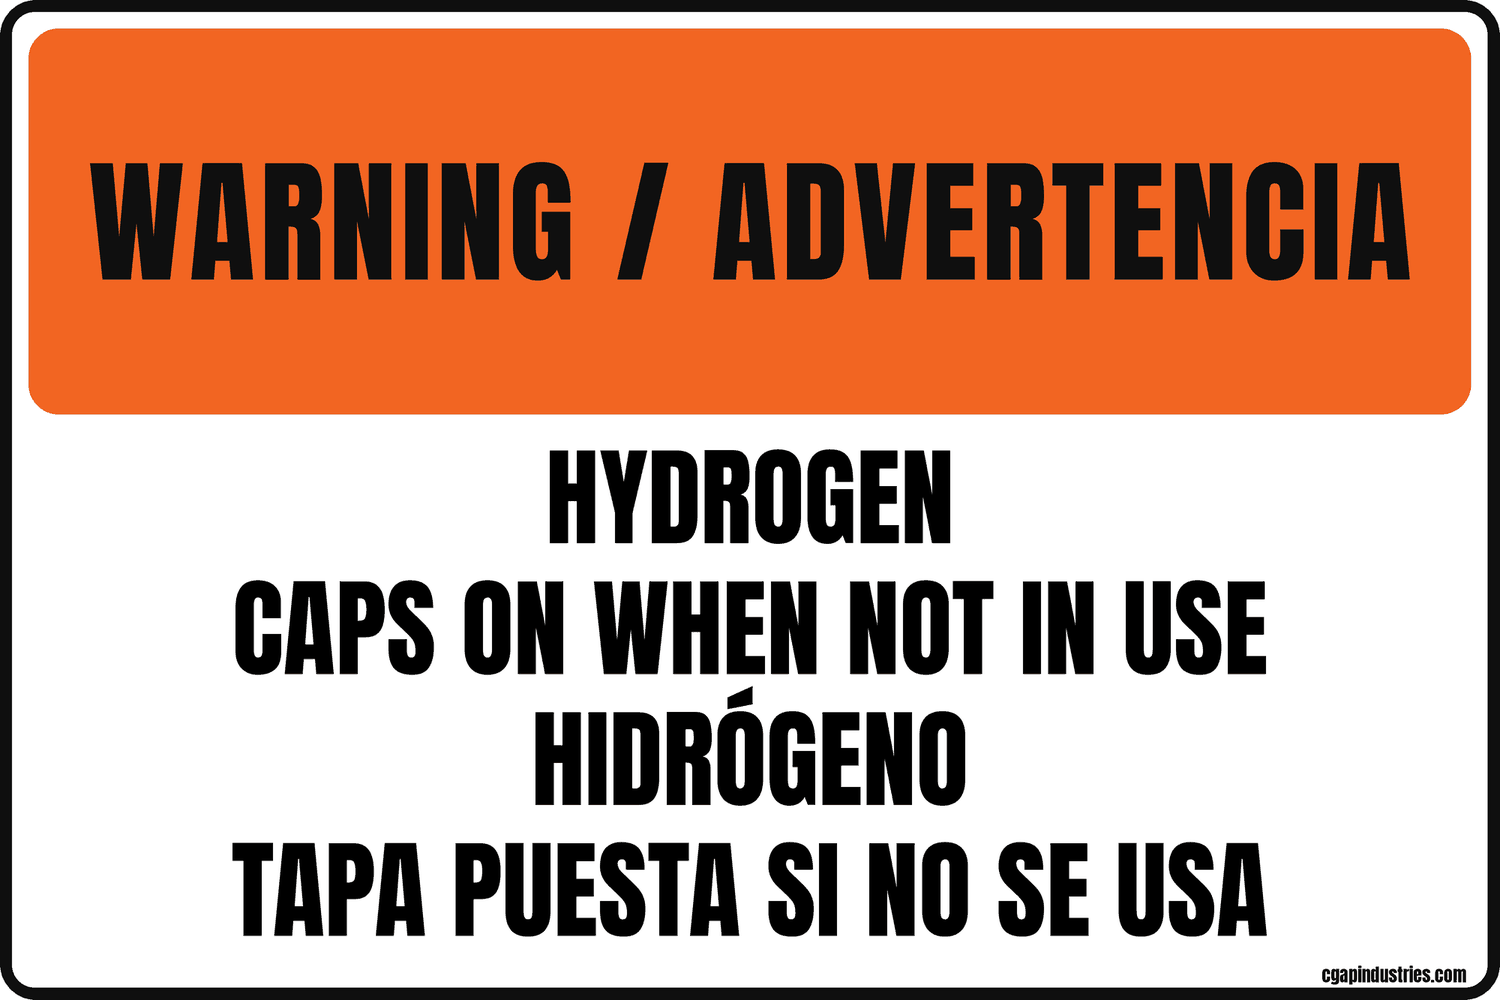 WARNING / ADVERTENCIA
HYDROGEN
CAPS ON WHEN NOT IN USE
HIDRÓGENO
TAPA PUESTA SI NO SE USA
cgapindustries.com